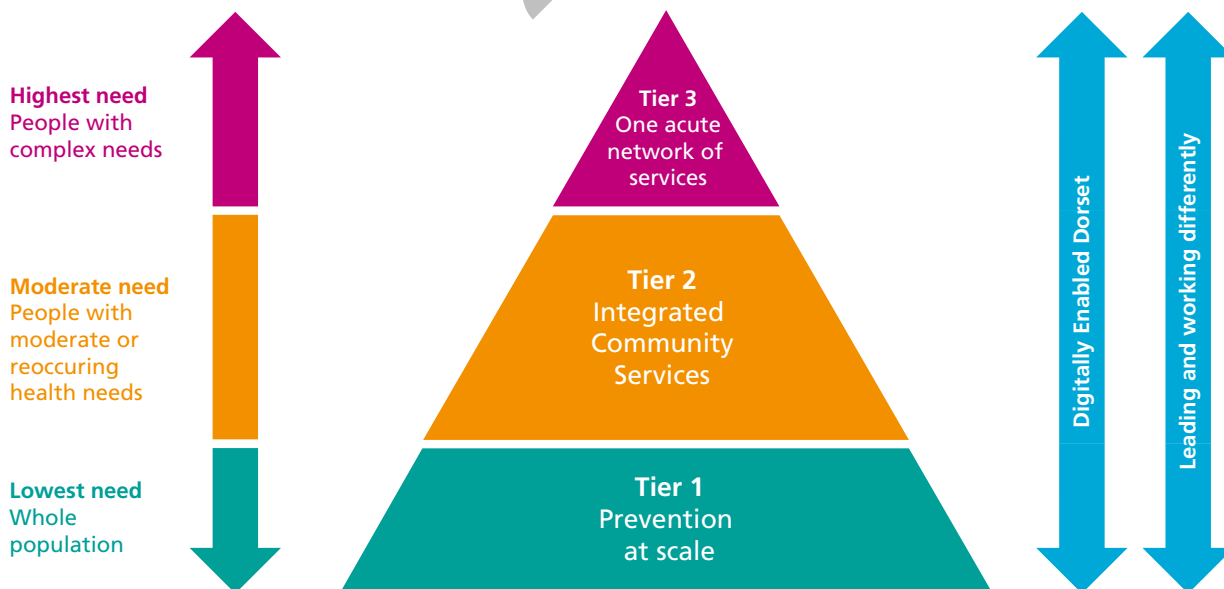 Highest need
People with
complex needs
Tier 3
One acute
network of
services
Moderate need
People with
moderate or
reoccuring
health needs
Tier 2
Integrated
Community
Services
Lowest need
Whole
population
Tier 1
Prevention
at scale
Digitally Enabled Dorset
Leading and working differently